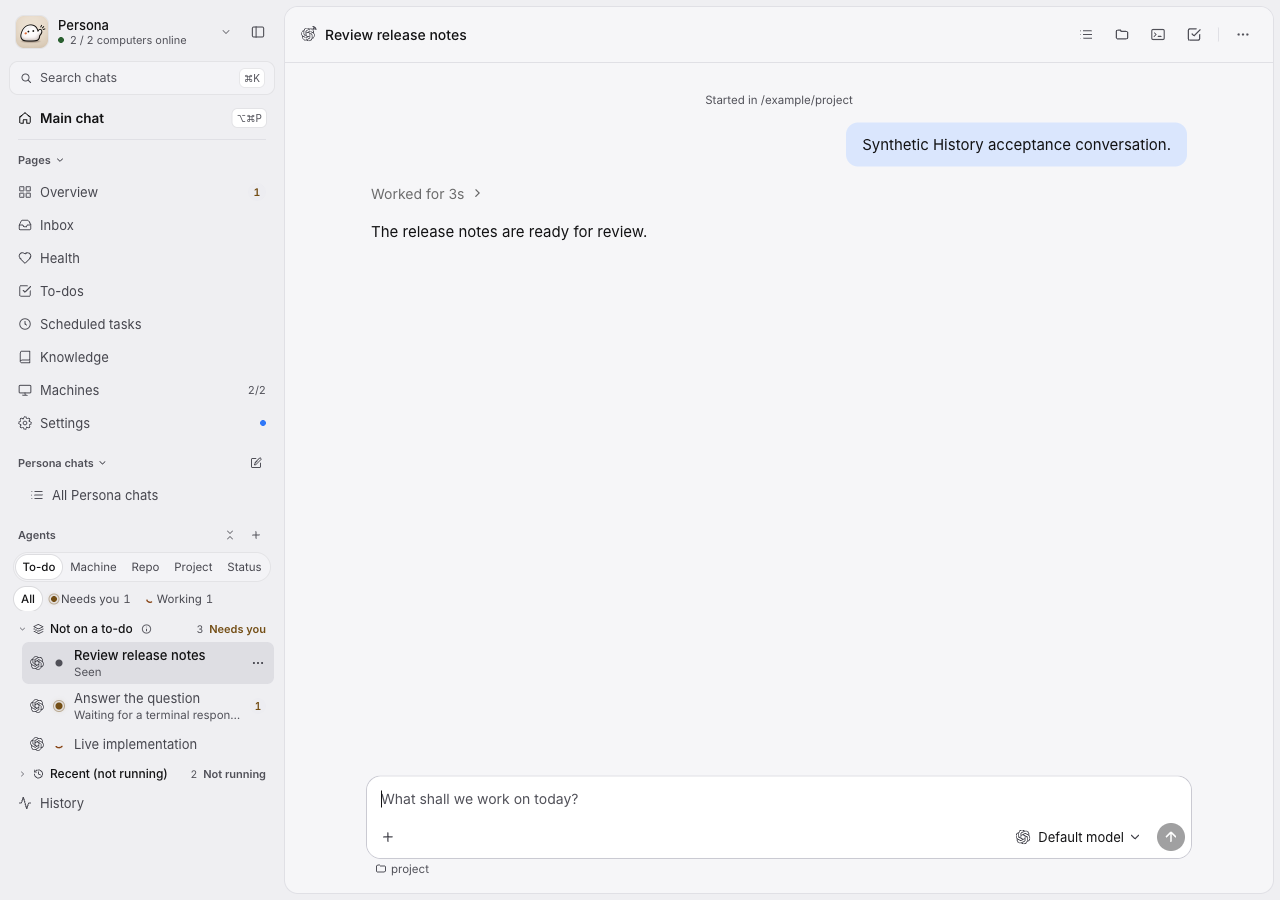 Persona
2 / 2 computers online
Search chats ⌘K
Main chat ⌥⌘P
Pages
Overview 1
Inbox
Health
To-dos
Scheduled tasks
Knowledge
Machines 2/2
Settings
Persona chats
All Persona chats
Agents
To-do Machine Repo Project Status
All Needs you 1 Working 1
Not on a to-do 3 Needs you
Review release notes
Seen
Answer the question 1
Waiting for a terminal respon...
Live implementation
Recent (not running) 2 Not running
History
Review release notes
Started in /example/project
Synthetic History acceptance conversation.
Worked for 3s
The release notes are ready for review.
What shall we work on today?
Default model
project